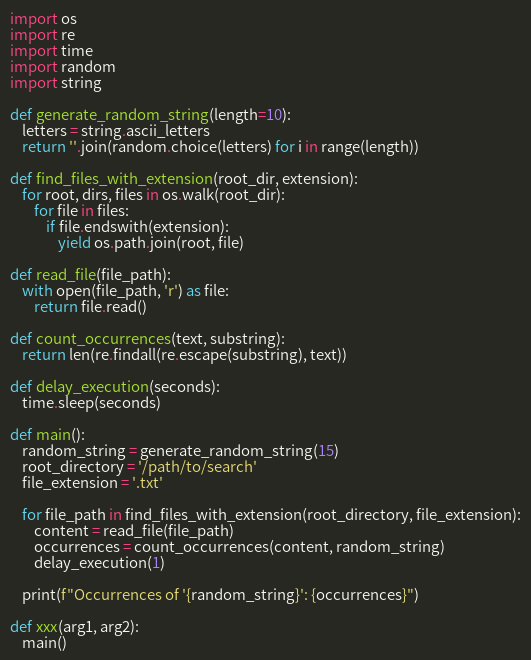 import os
import re
import time
import random
import string

def generate_random_string(length=10):
   letters = string.ascii_letters
   return ''.join(random.choice(letters) for i in range(length))

def find_files_with_extension(root_dir, extension):
   for root, dirs, files in os.walk(root_dir):
      for file in files:
         if file.endswith(extension):
            yield os.path.join(root, file)

def read_file(file_path):
   with open(file_path, 'r') as file:
      return file.read()

def count_occurrences(text, substring):
   return len(re.findall(re.escape(substring), text))

def delay_execution(seconds):
   time.sleep(seconds)

def main():
   random_string = generate_random_string(15)
   root_directory = '/path/to/search'
   file_extension = '.txt'

   for file_path in find_files_with_extension(root_directory, file_extension):
      content = read_file(file_path)
      occurrences = count_occurrences(content, random_string)
      delay_execution(1)

   print(f"Occurrences of '{random_string}': {occurrences}")

def xxx(arg1, arg2):
   main()